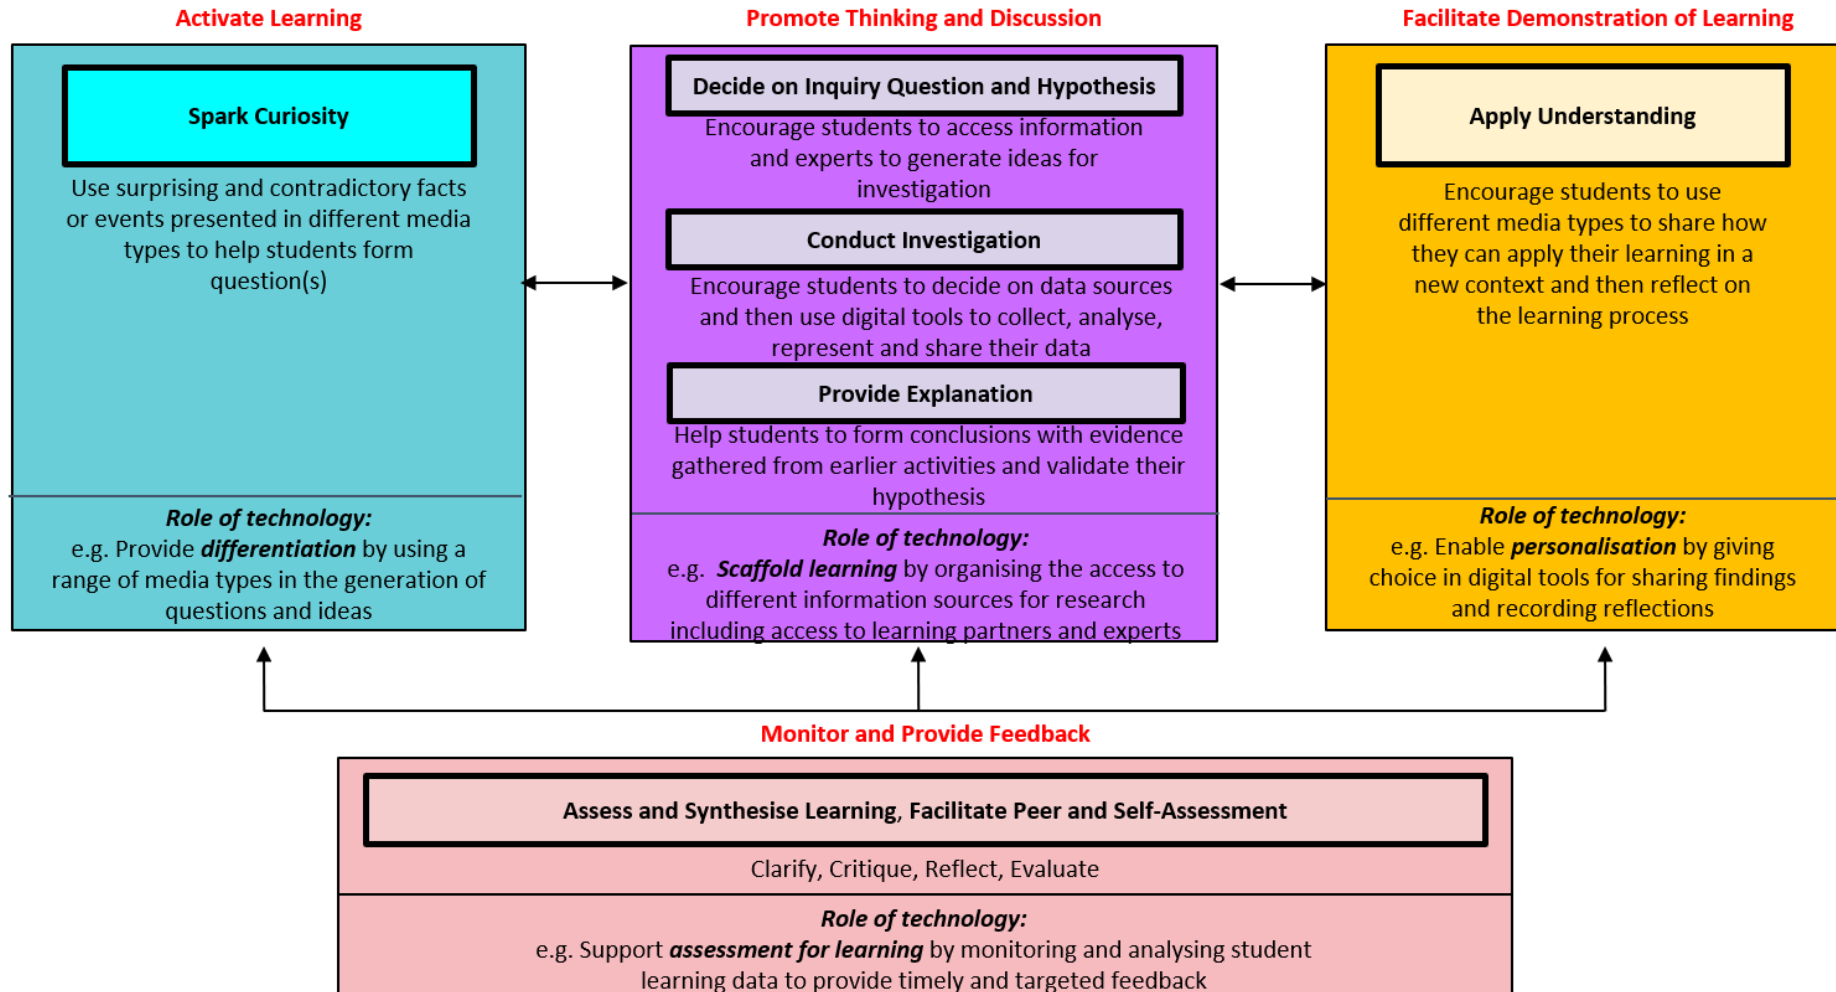 Activate Learning
Spark Curiosity
Use surprising and contradictory facts
or events presented in different media
types to help students form
question(s)
Role of technology:
e.g. Provide differentiation by using a
range of media types in the generation of
questions and ideas
Promote Thinking and Discussion
Decide on Inquiry Question and Hypothesis
Encourage students to access information
and experts to generate ideas for
investigation
Conduct Investigation
Encourage students to decide on data sources
and then use digital tools to collect, analyse,
represent and share their data
Provide Explanation
Help students to form conclusions with evidence
gathered from earlier activities and validate their
hypothesis
Role of technology:
e.g. Scaffold learning by organising the access to
different information sources for research
including access to learning partners and experts
Facilitate Demonstration of Learning
Apply Understanding
Encourage students to use
different media types to share how
they can apply their learning in a
new context and then reflect on
the learning process
Role of technology:
e.g. Enable personalisation by giving
choice in digital tools for sharing findings
and recording reflections
Monitor and Provide Feedback
Assess and Synthesise Learning, Facilitate Peer and Self-Assessment
Clarify, Critique, Reflect, Evaluate
Role of technology:
e.g. Support assessment for learning by monitoring and analysing student
learning data to provide timely and targeted feedback